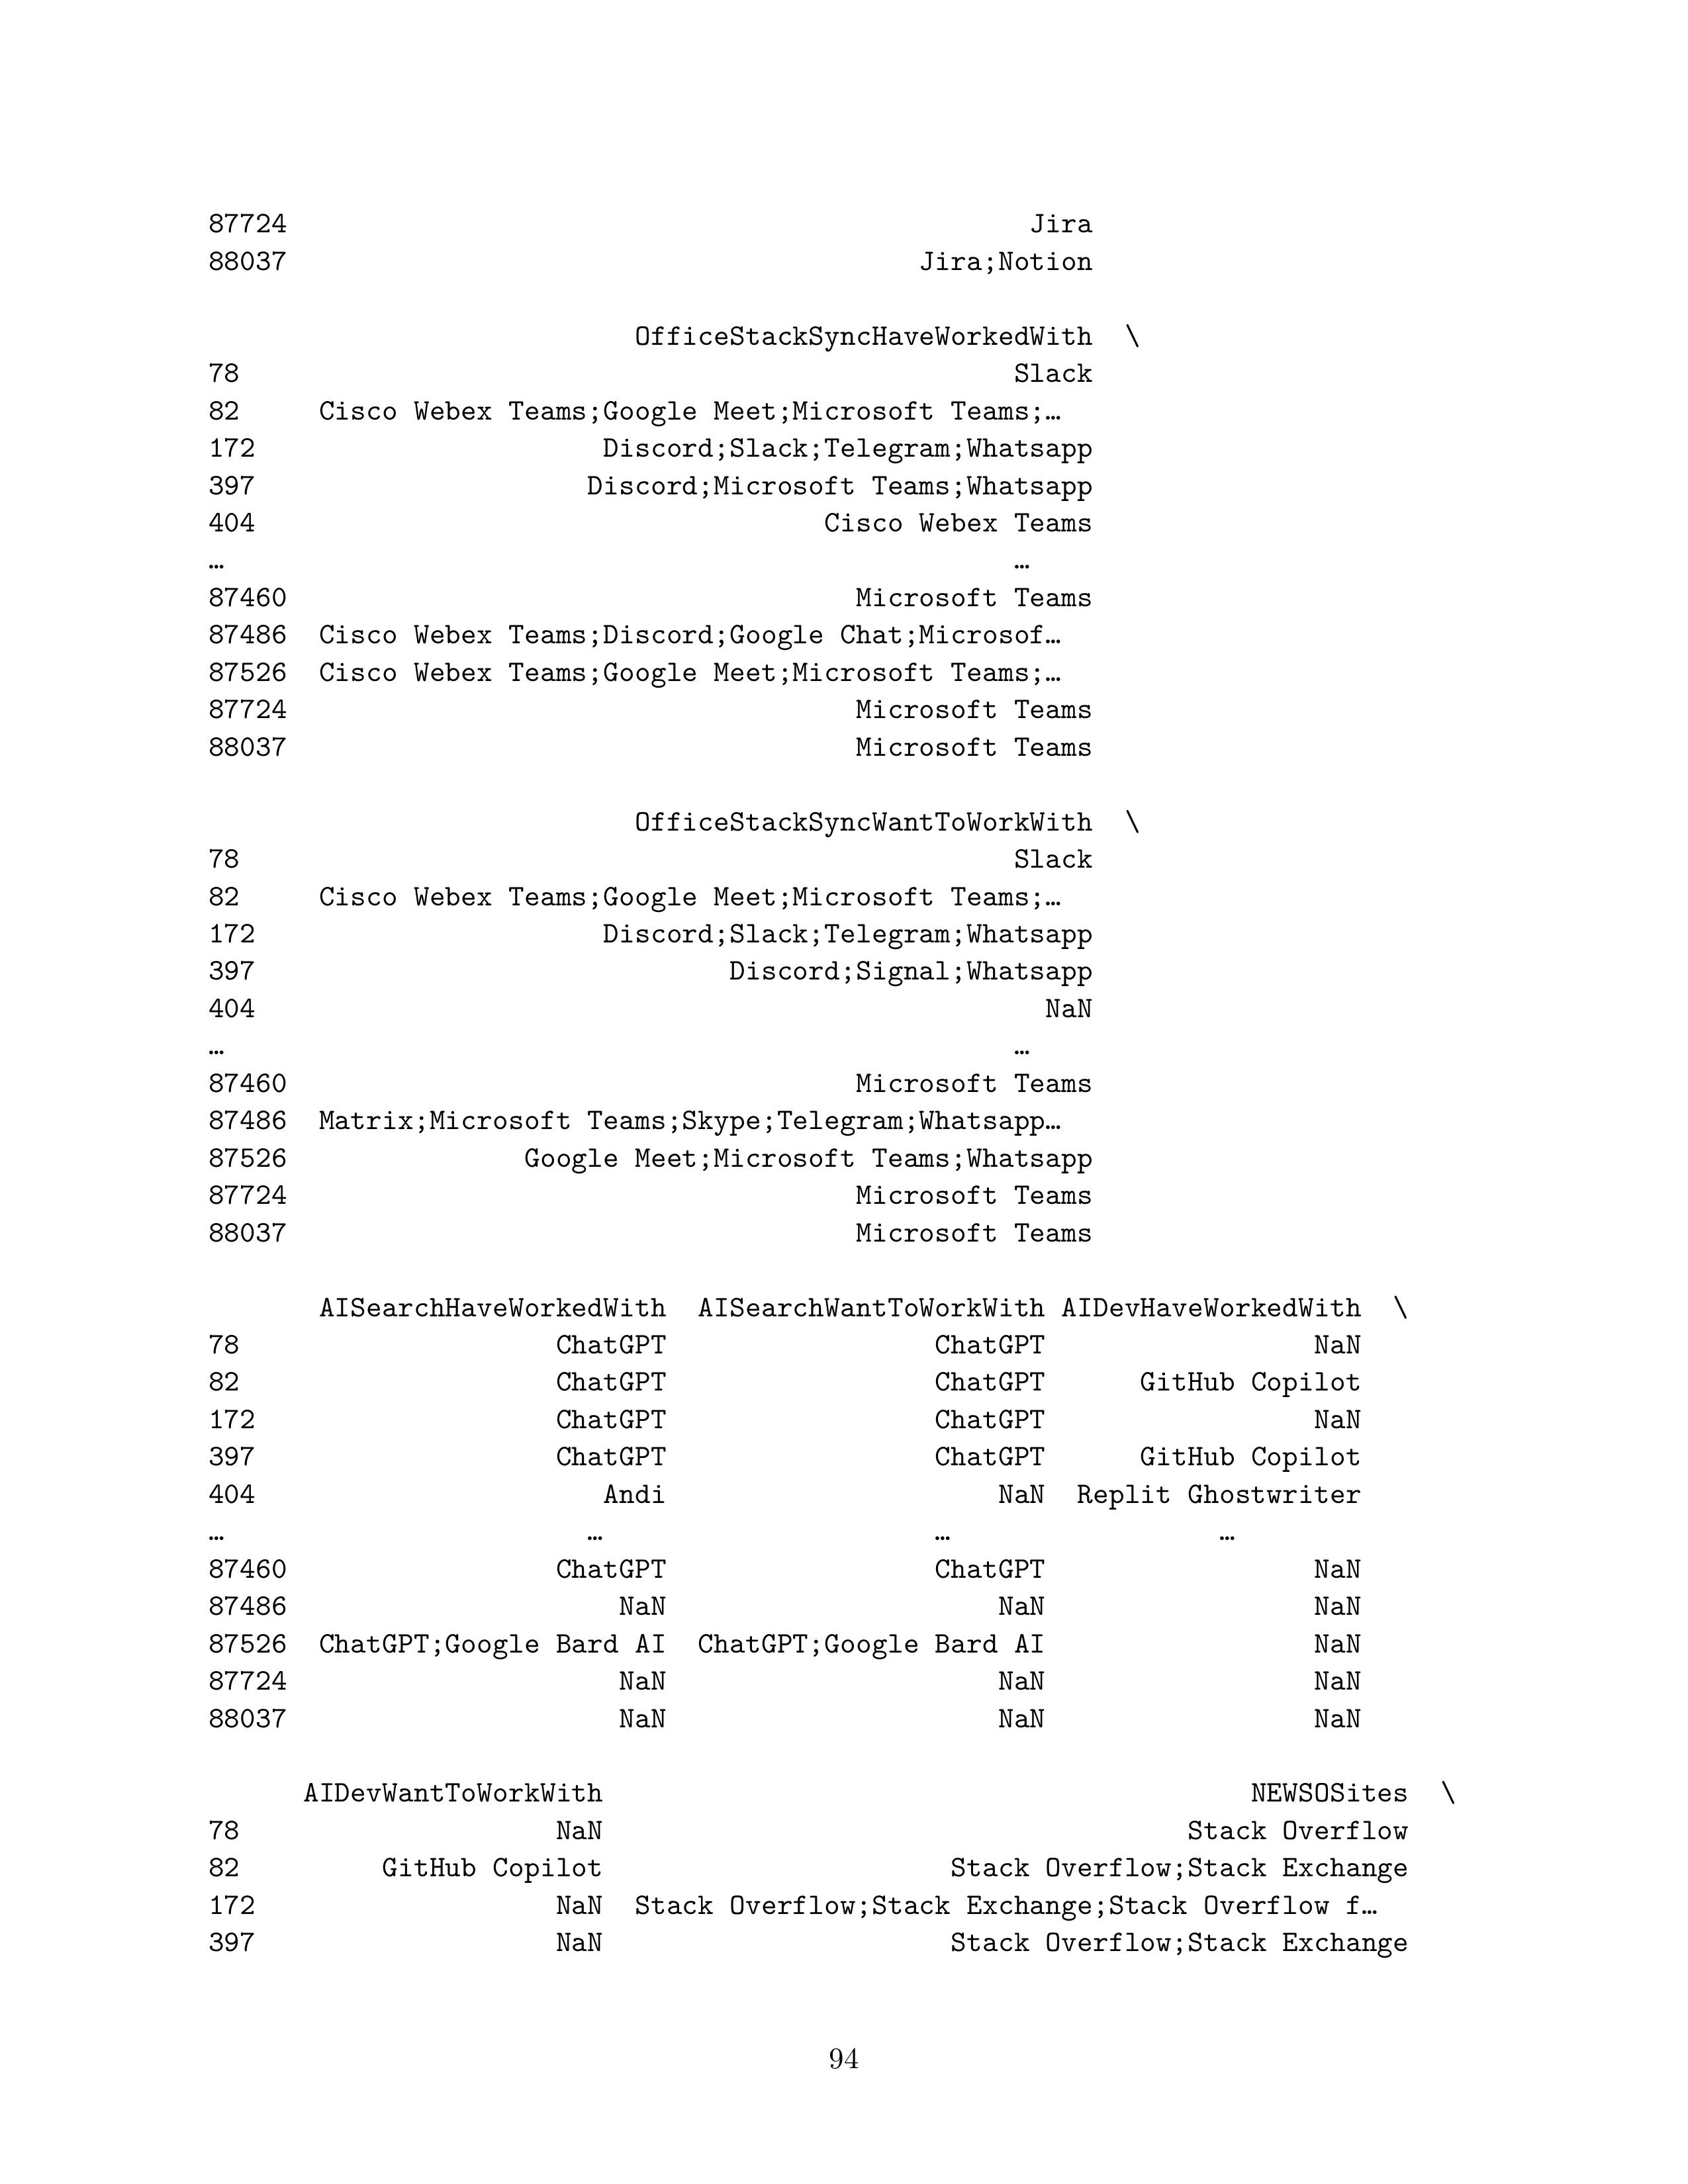 87724 Jira
88037 Jira;Notion
OfficeStackSyncHaveWorkedWith \
78 Slack
82 Cisco Webex Teams;Google Meet;Microsoft Teams;…
172 Discord;Slack;Telegram;Whatsapp
397 Discord;Microsoft Teams;Whatsapp
404 Cisco Webex Teams
… …
87460 Microsoft Teams
87486 Cisco Webex Teams;Discord;Google Chat;Microsof…
87526 Cisco Webex Teams;Google Meet;Microsoft Teams;…
87724 Microsoft Teams
88037 Microsoft Teams
OfficeStackSyncWantToWorkWith \
78 Slack
82 Cisco Webex Teams;Google Meet;Microsoft Teams;…
172 Discord;Slack;Telegram;Whatsapp
397 Discord;Signal;Whatsapp
404 NaN
… …
87460 Microsoft Teams
87486 Matrix;Microsoft Teams;Skype;Telegram;Whatsapp…
87526 Google Meet;Microsoft Teams;Whatsapp
87724 Microsoft Teams
88037 Microsoft Teams
AISearchHaveWorkedWith AISearchWantToWorkWith AIDevHaveWorkedWith \
78 ChatGPT ChatGPT NaN
82 ChatGPT ChatGPT GitHub Copilot
172 ChatGPT ChatGPT NaN
397 ChatGPT ChatGPT GitHub Copilot
404 Andi NaN Replit Ghostwriter
… … … …
87460 ChatGPT ChatGPT NaN
87486 NaN NaN NaN
87526 ChatGPT;Google Bard AI ChatGPT;Google Bard AI NaN
87724 NaN NaN NaN
88037 NaN NaN NaN
AIDevWantToWorkWith NEWSOSites \
78 NaN Stack Overflow
82 GitHub Copilot Stack Overflow;Stack Exchange
172 NaN Stack Overflow;Stack Exchange;Stack Overflow f…
397 NaN Stack Overflow;Stack Exchange
94